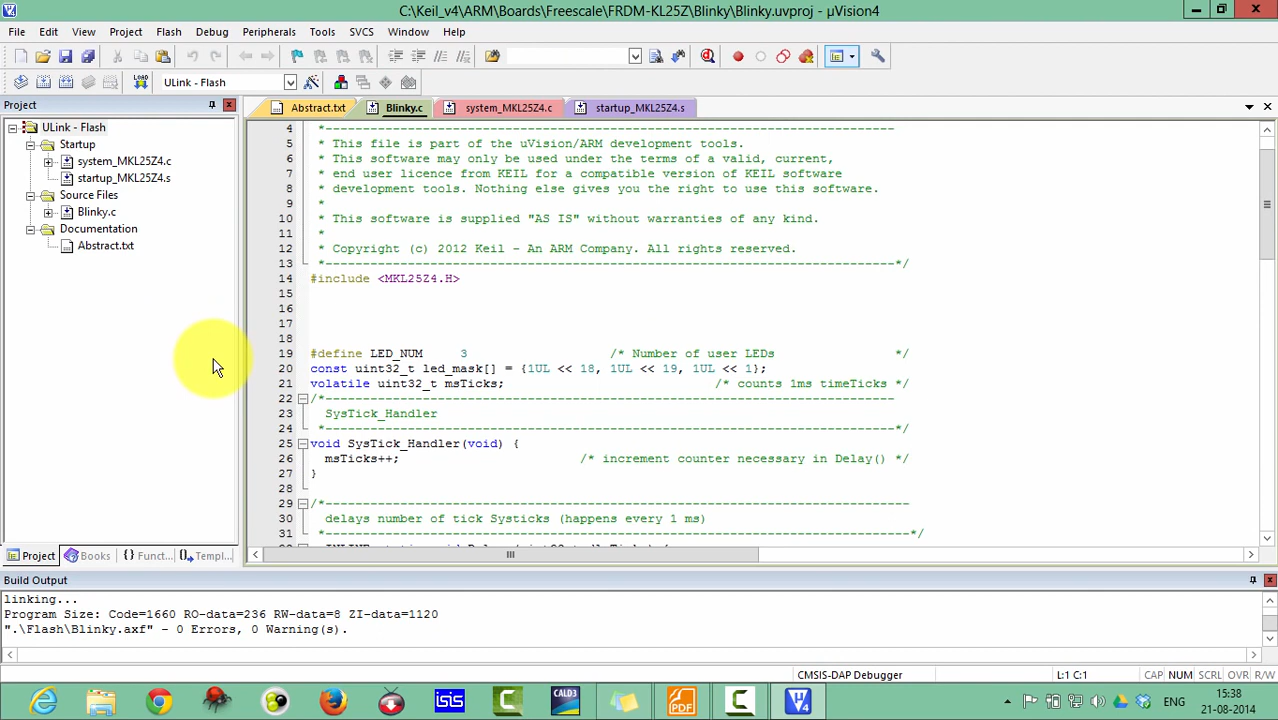 C:\Keil_v4\ARM\Boards\Freescale\FRDM-KL25Z\Blinky\Blinky.uvproj - µVision4
File Edit View Project Flash Debug Peripherals Tools SVCS Window Help
LOAD ULink - Flash
Project
Abstract.txt Blinky.c system_MKL25Z4.c startup_MKL25Z4.s
ULink - Flash
Startup
system_MKL25Z4.c
startup_MKL25Z4.s
Source Files
Blinky.c
Documentation
Abstract.txt
4 *----------------------------------------------------------------------------
5 * This file is part of the uVision/ARM development tools.
6 * This software may only be used under the terms of a valid, current,
7 * end user licence from KEIL for a compatible version of KEIL software
8 * development tools. Nothing else gives you the right to use this software.
9 *
10 * This software is supplied "AS IS" without warranties of any kind.
11 *
12 * Copyright (c) 2012 Keil - An ARM Company. All rights reserved.
13 *----------------------------------------------------------------------------*/
14 #include <MKL25Z4.H>
15
16
17
18
19 #define LED_NUM 3 /* Number of user LEDs */
20 const uint32_t led_mask[] = {1UL << 18, 1UL << 19, 1UL << 1};
21 volatile uint32_t msTicks; /* counts 1ms timeTicks */
22 /*----------------------------------------------------------------------------
23 SysTick_Handler
24 *----------------------------------------------------------------------------*/
25 void SysTick_Handler(void) {
26 msTicks++; /* increment counter necessary in Delay() */
27 }
28
29 /*------------------------------------------------------------------------------
30 delays number of tick Systicks (happens every 1 ms)
31 *------------------------------------------------------------------------------*/
Project Books {} Funct... Templ...
Build Output
linking...
Program Size: Code=1660 RO-data=236 RW-data=8 ZI-data=1120
".\Flash\Blinky.axf" - 0 Errors, 0 Warning(s).
CMSIS-DAP Debugger L:1 C:1 CAP NUM SCRL OVR R/W
isis CALD3 PDF
ENG
15:38
21-08-2014